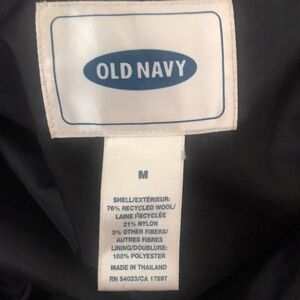 OLD NAVY
M
SHELL/EXTÉRIEUR:
76% RECYCLED WOOL/
LAINE RECYCLÉE
21% NYLON
3% OTHER FIBERS/
AUTRES FIBRES
LINING/DOUBLURE:
100% POLYESTER
MADE IN THAILAND
RN 54023/CA 17897